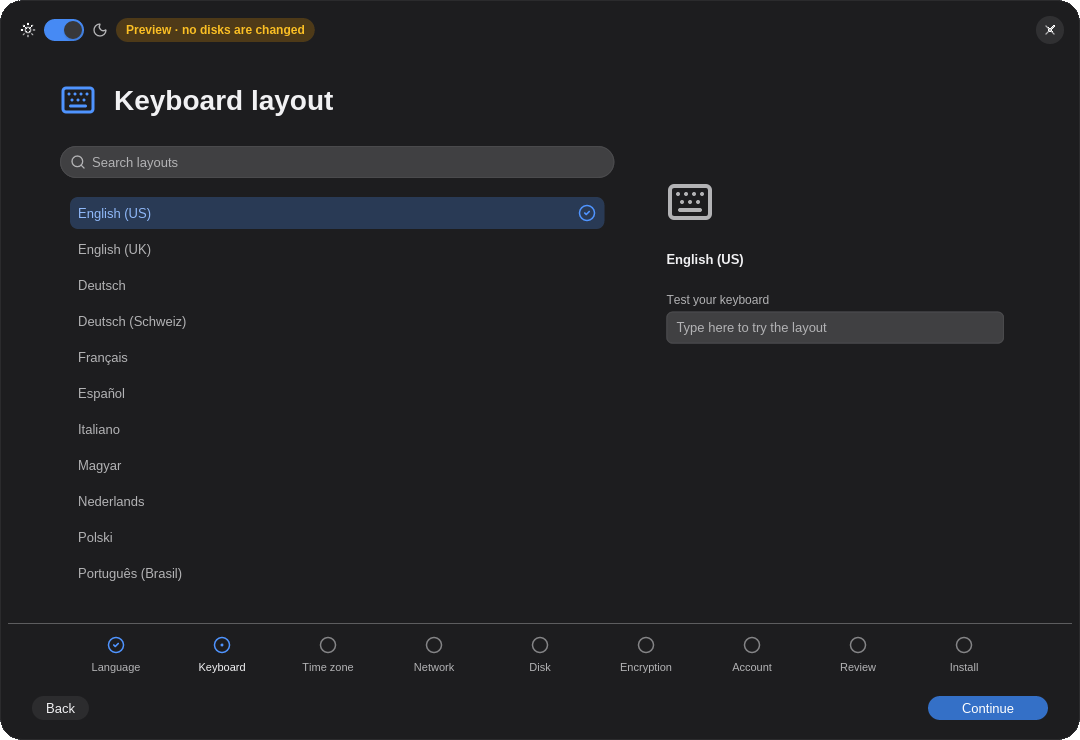 Preview · no disks are changed
Keyboard layout
Search layouts
English (US)
English (UK)
Deutsch
Deutsch (Schweiz)
Français
Español
Italiano
Magyar
Nederlands
Polski
Português (Brasil)
English (US)
Test your keyboard
Type here to try the layout
Language
Keyboard
Time zone
Network
Disk
Encryption
Account
Review
Install
Back
Continue